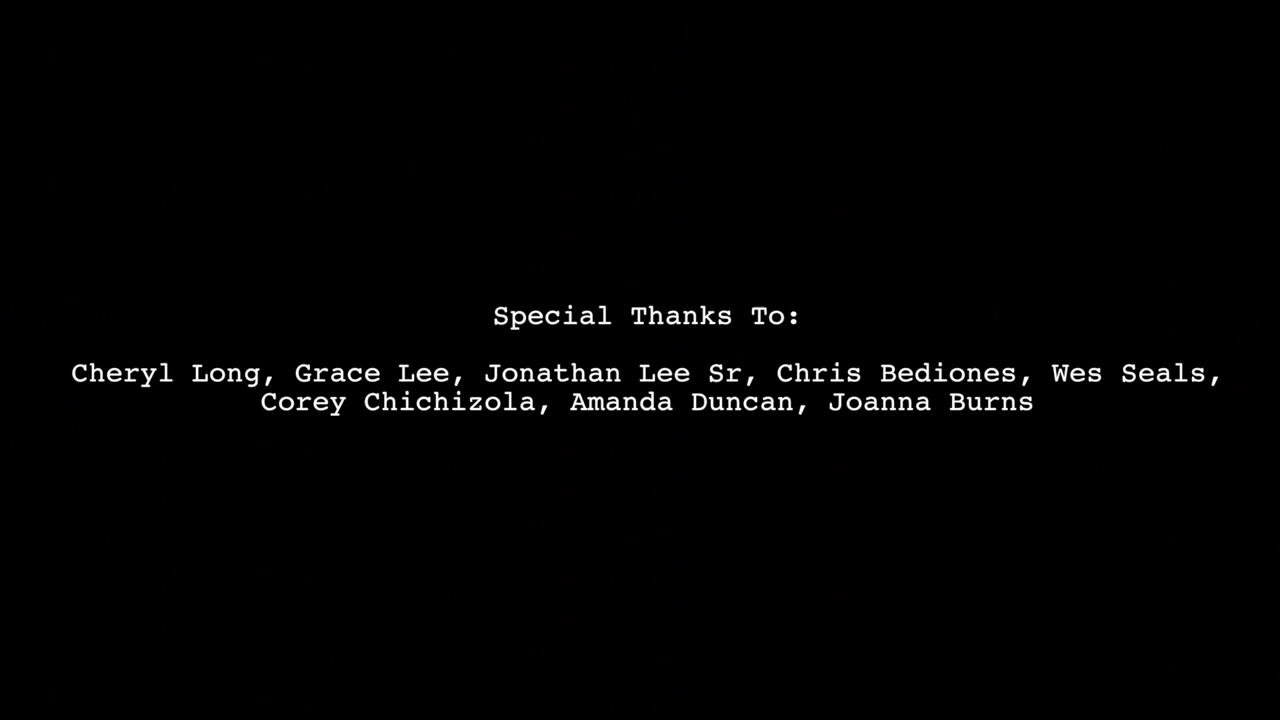 Special Thanks To:
Cheryl Long, Grace Lee, Jonathan Lee Sr, Chris Bediones, Wes Seals,
Corey Chichizola, Amanda Duncan, Joanna Burns